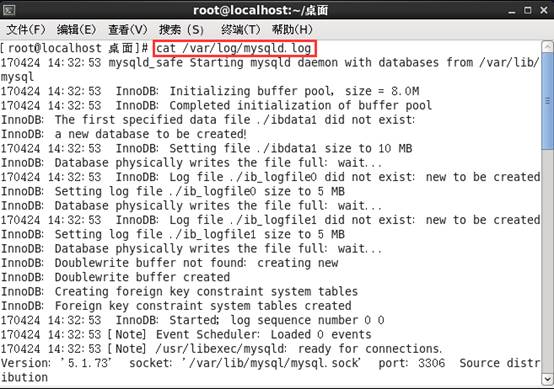 root@localhost:~/桌面
文件(F) 编辑(E) 查看(V) 搜索 (S) 终端(T) 帮助(H)
[root@localhost 桌面]# cat /var/log/mysqld.log
170424 14:32:53 mysqld_safe Starting mysqld daemon with databases from /var/lib/
mysql
170424 14:32:53  InnoDB: Initializing buffer pool, size = 8.0M
170424 14:32:53  InnoDB: Completed initialization of buffer pool
InnoDB: The first specified data file ./ibdata1 did not exist:
InnoDB: a new database to be created!
170424 14:32:53  InnoDB: Setting file ./ibdata1 size to 10 MB
InnoDB: Database physically writes the file full: wait...
170424 14:32:53  InnoDB: Log file ./ib_logfile0 did not exist: new to be created
InnoDB: Setting log file ./ib_logfile0 size to 5 MB
InnoDB: Database physically writes the file full: wait...
170424 14:32:53  InnoDB: Log file ./ib_logfile1 did not exist: new to be created
InnoDB: Setting log file ./ib_logfile1 size to 5 MB
InnoDB: Database physically writes the file full: wait...
InnoDB: Doublewrite buffer not found: creating new
InnoDB: Doublewrite buffer created
InnoDB: Creating foreign key constraint system tables
InnoDB: Foreign key constraint system tables created
170424 14:32:53  InnoDB: Started; log sequence number 0 0
170424 14:32:53 [Note] Event Scheduler: Loaded 0 events
170424 14:32:53 [Note] /usr/libexec/mysqld: ready for connections.
Version: '5.1.73'  socket: '/var/lib/mysql/mysql.sock'  port: 3306  Source distr
ibution